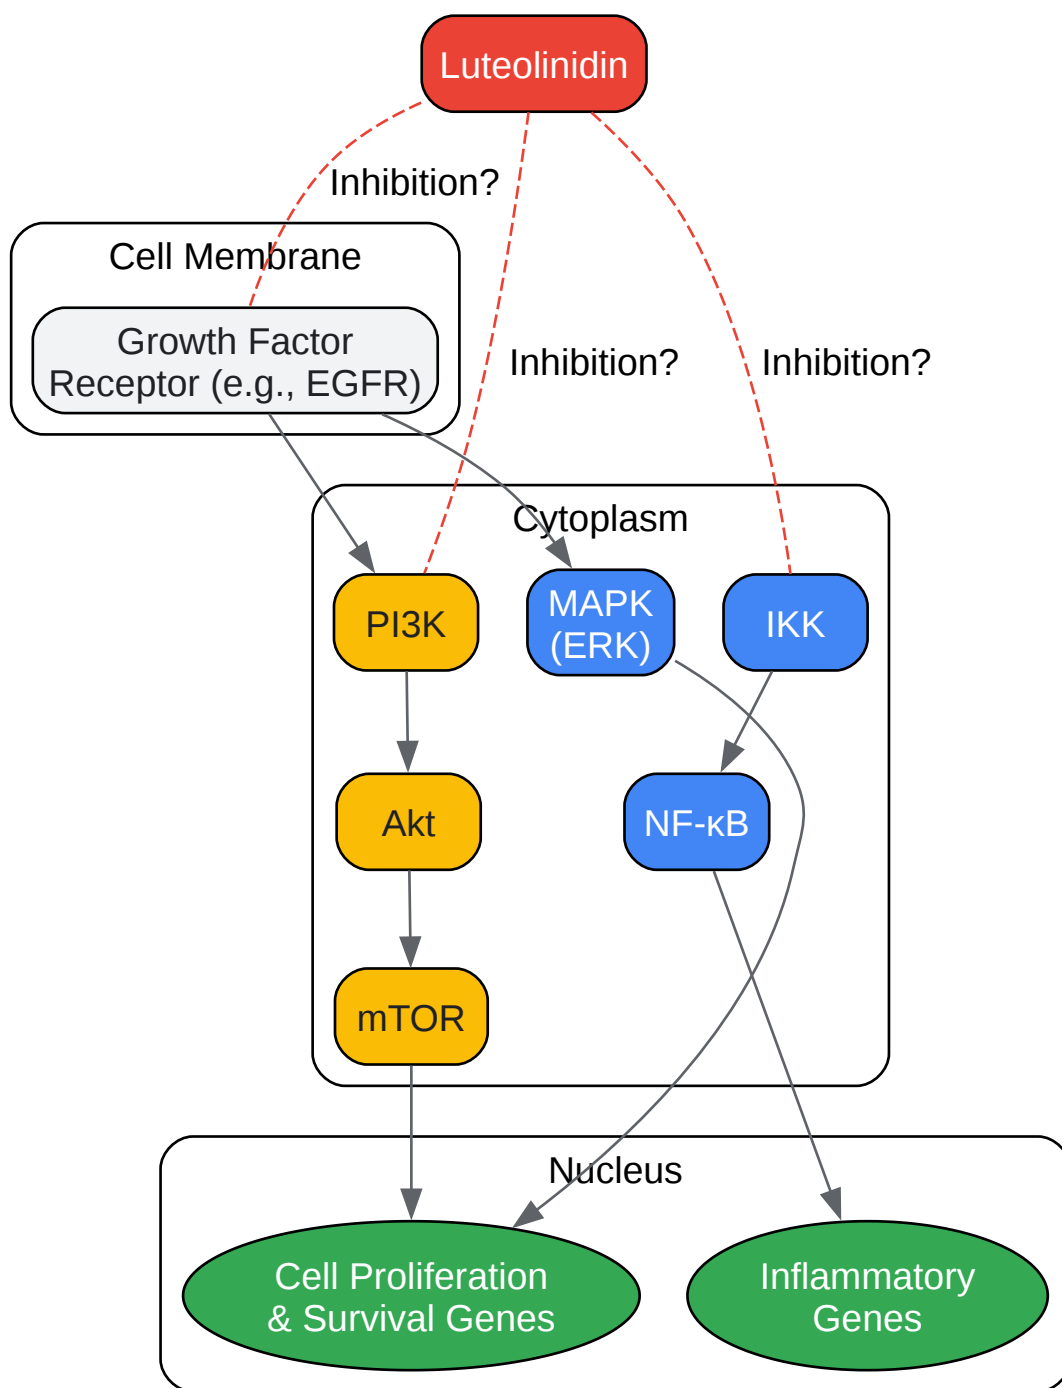 Luteolinidin
Inhibition?
Cell Membrane
Growth Factor
Receptor (e.g., EGFR)
Inhibition?
Inhibition?
Cytoplasm
PI3K
MAPK
(ERK)
IKK
Akt
NF-κB
mTOR
Nucleus
Cell Proliferation
& Survival Genes
Inflammatory
Genes